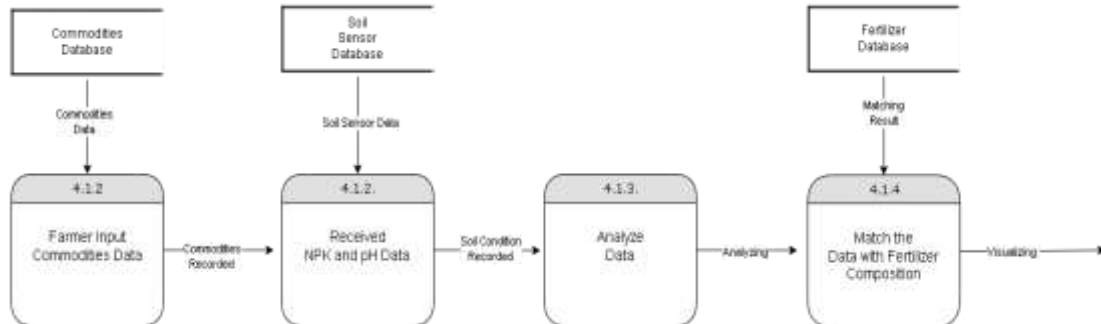 Commodities
Database
Soil
Sensor
Database
Fertilizer
Database
Commodities
Data
Soil Sensor Data
Matching
Result
4.1.2
4.1.2.
4.1.3.
4.1.4
Farmer Input
Commodities Data
Commodities
Recorded
Received
NPK and pH Data
Soil Condition
Recorded
Analyze
Data
Analyzing
Match the
Data with Fertilizer
Composition
Visualizing